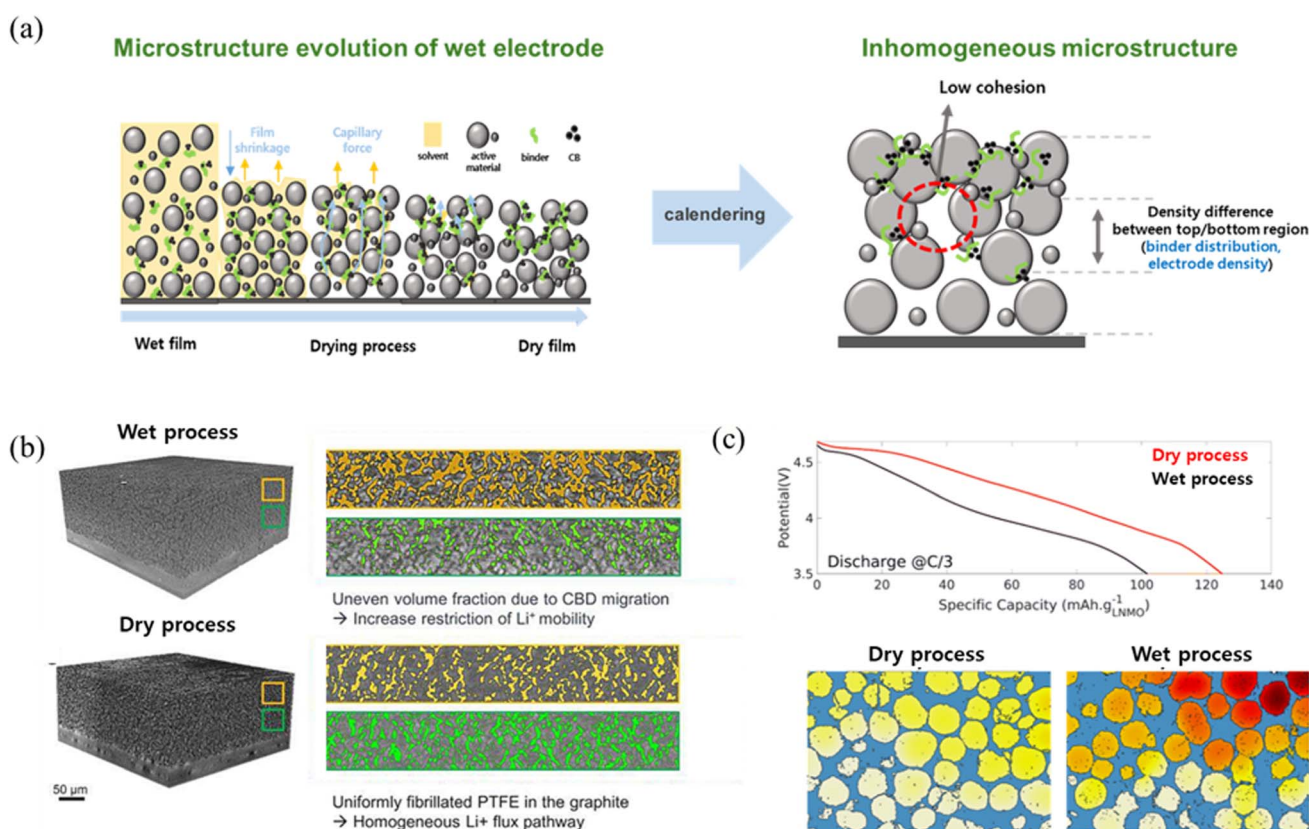 (a)
Microstructure evolution of wet electrode
Film
shrinkage
Capillary
force
solvent
active
material
binder
CB
Wet film
Drying process
Dry film
calendering
Inhomogeneous microstructure
Low cohesion
Density difference
between top/bottom region
(binder distribution,
electrode density)
(b)
Wet process
Uneven volume fraction due to CBD migration
→ Increase restriction of Li⁺ mobility
Dry process
50 μm
Uniformly fibrillated PTFE in the graphite
→ Homogeneous Li+ flux pathway
(c)
Dry process
Wet process
Potential(V)
4.5
4
3.5
Discharge @C/3
0
20
40
60
80
100
120
140
Specific Capacity (mAh.g⁻¹LNMO)
Dry process
Wet process